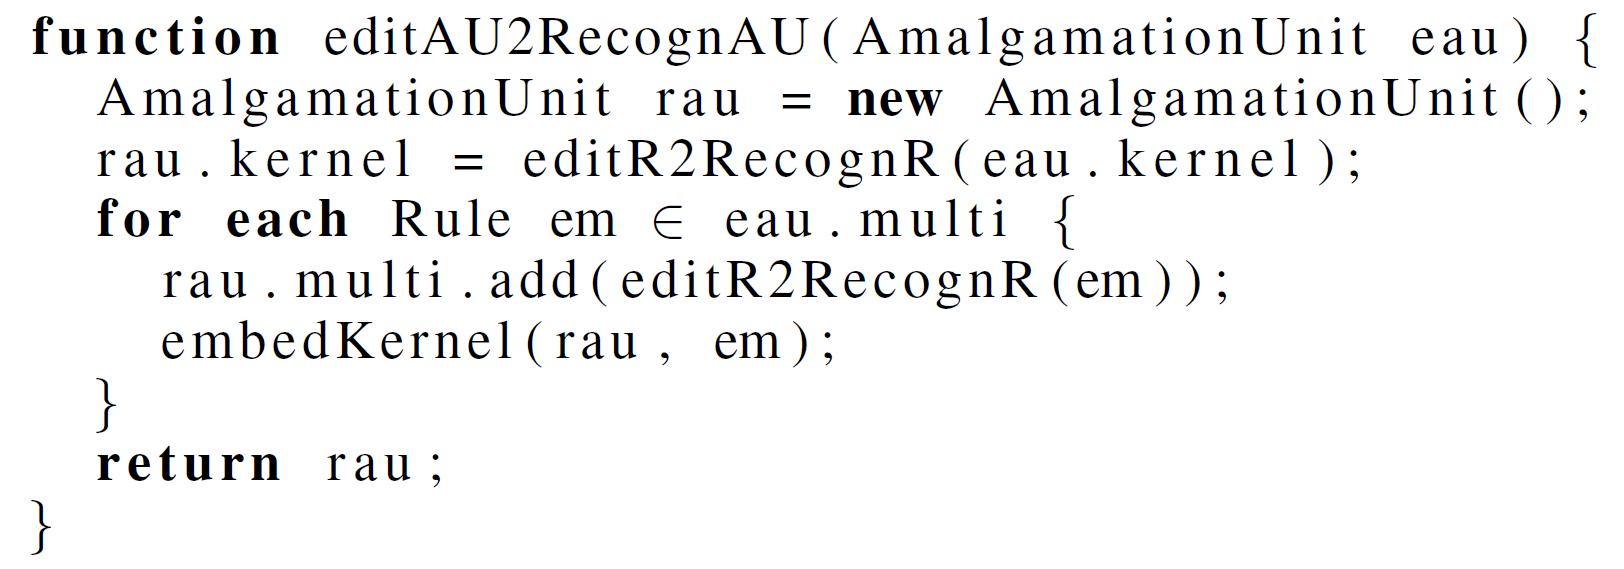 function editAU2RecognAU(AmalgamationUnit eau) {
AmalgamationUnit rau = new AmalgamationUnit();
rau.kernel = editR2RecognR(eau.kernel);
for each Rule em ∈ eau.multi {
rau.multi.add(editR2RecognR(em));
embedKernel(rau, em);
}
return rau;
}